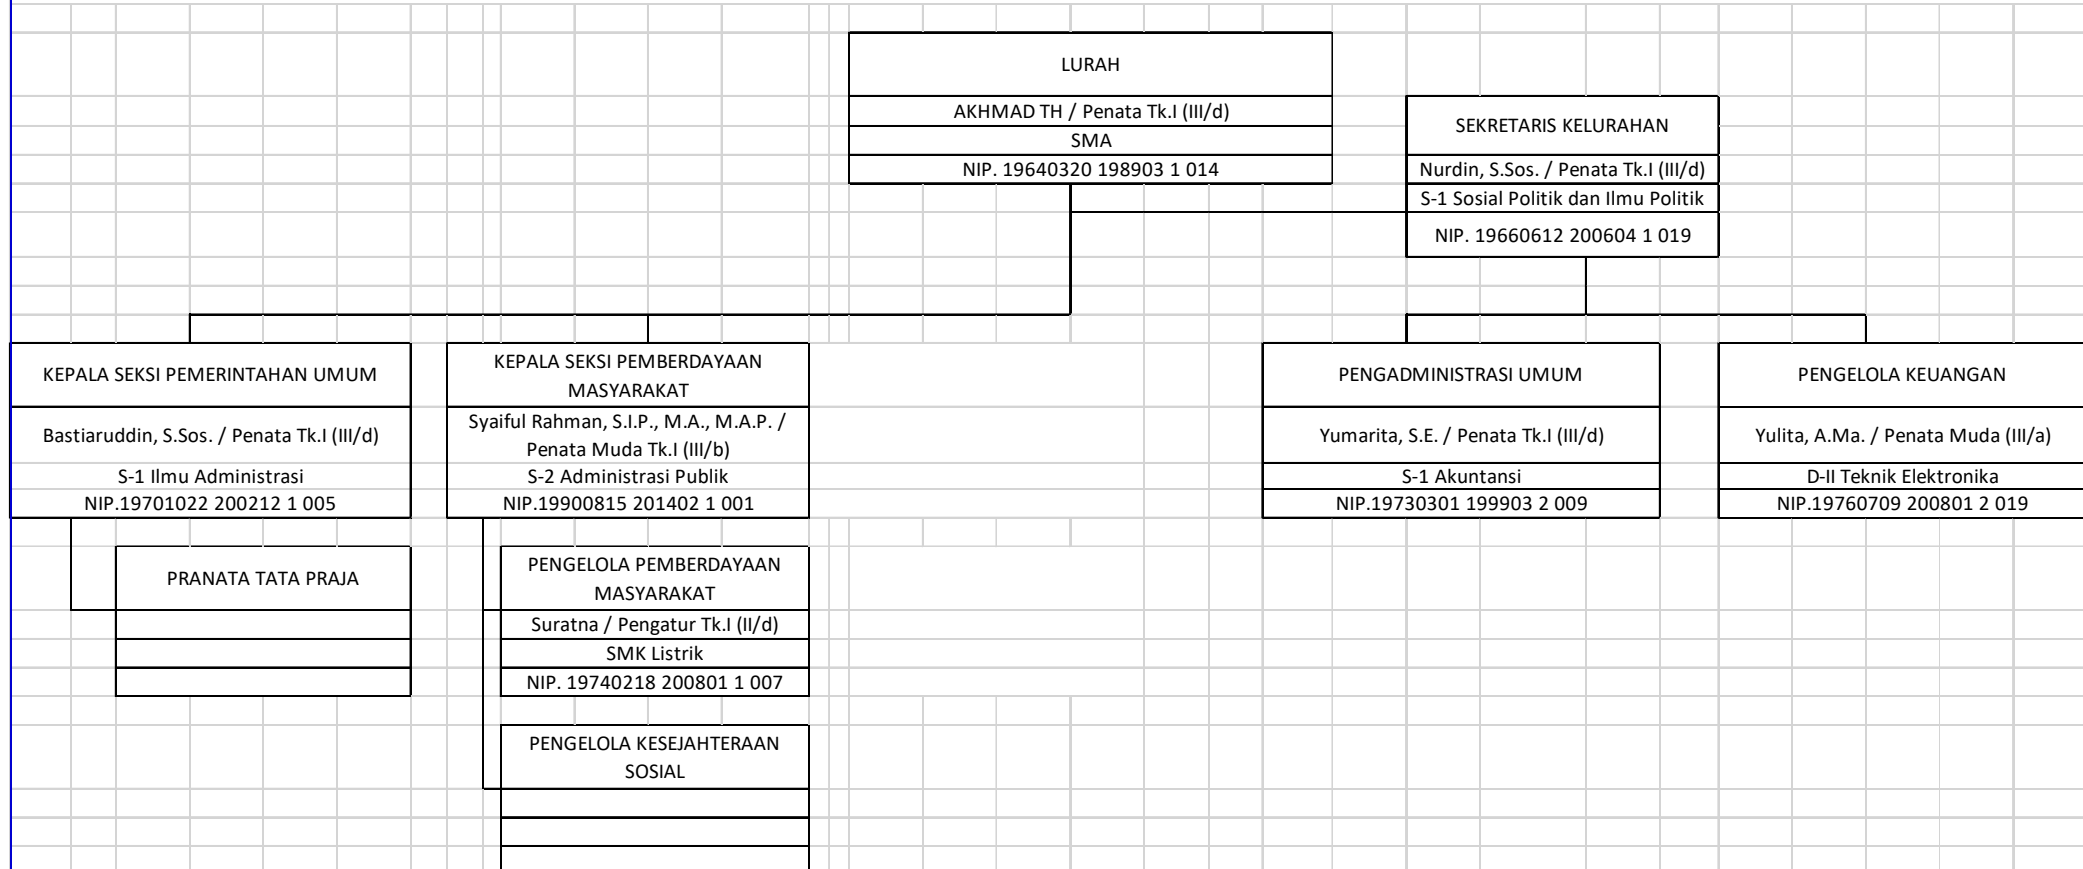 LURAH
AKHMAD TH / Penata Tk.I (III/d)
SMA
NIP. 19640320 198903 1 014
SEKRETARIS KELURAHAN
Nurdin, S.Sos. / Penata Tk.I (III/d)
S-1 Sosial Politik dan Ilmu Politik
NIP. 19660612 200604 1 019
KEPALA SEKSI PEMERINTAHAN UMUM
Bastiaruddin, S.Sos. / Penata Tk.I (III/d)
S-1 Ilmu Administrasi
NIP.19701022 200212 1 005
KEPALA SEKSI PEMBERDAYAAN
MASYARAKAT
Syaiful Rahman, S.I.P., M.A., M.A.P. /
Penata Muda Tk.I (III/b)
S-2 Administrasi Publik
NIP.19900815 201402 1 001
PENGADMINISTRASI UMUM
Yumarita, S.E. / Penata Tk.I (III/d)
S-1 Akuntansi
NIP.19730301 199903 2 009
PENGELOLA KEUANGAN
Yulita, A.Ma. / Penata Muda (III/a)
D-II Teknik Elektronika
NIP.19760709 200801 2 019
PRANATA TATA PRAJA
PENGELOLA PEMBERDAYAAN
MASYARAKAT
Suratna / Pengatur Tk.I (II/d)
SMK Listrik
NIP. 19740218 200801 1 007
PENGELOLA KESEJAHTERAAN
SOSIAL